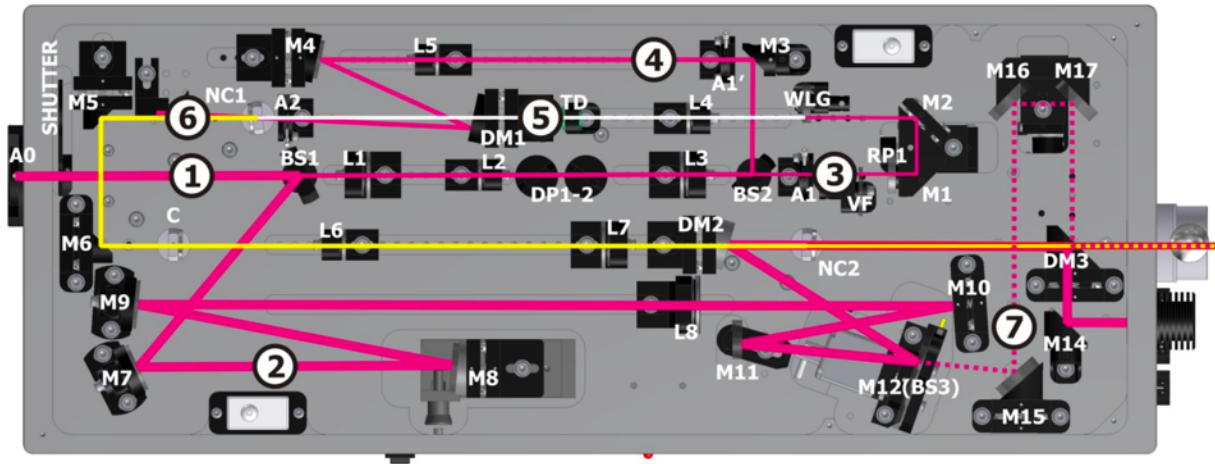 SHUTTER
M4
L5
4
A1'
M3
M16
M17
M5
NC1
6
A2
DM1
5
TD
L4
WLG
M2
A0
1
BS1
L1
L2
DP1-2
L3
BS2
A1
3
VF
RP1
M1
M6
C
L6
L7
DM2
NC2
DM3
M9
L8
M10
7
M14
M7
2
M8
M11
M12(BS3)
M15